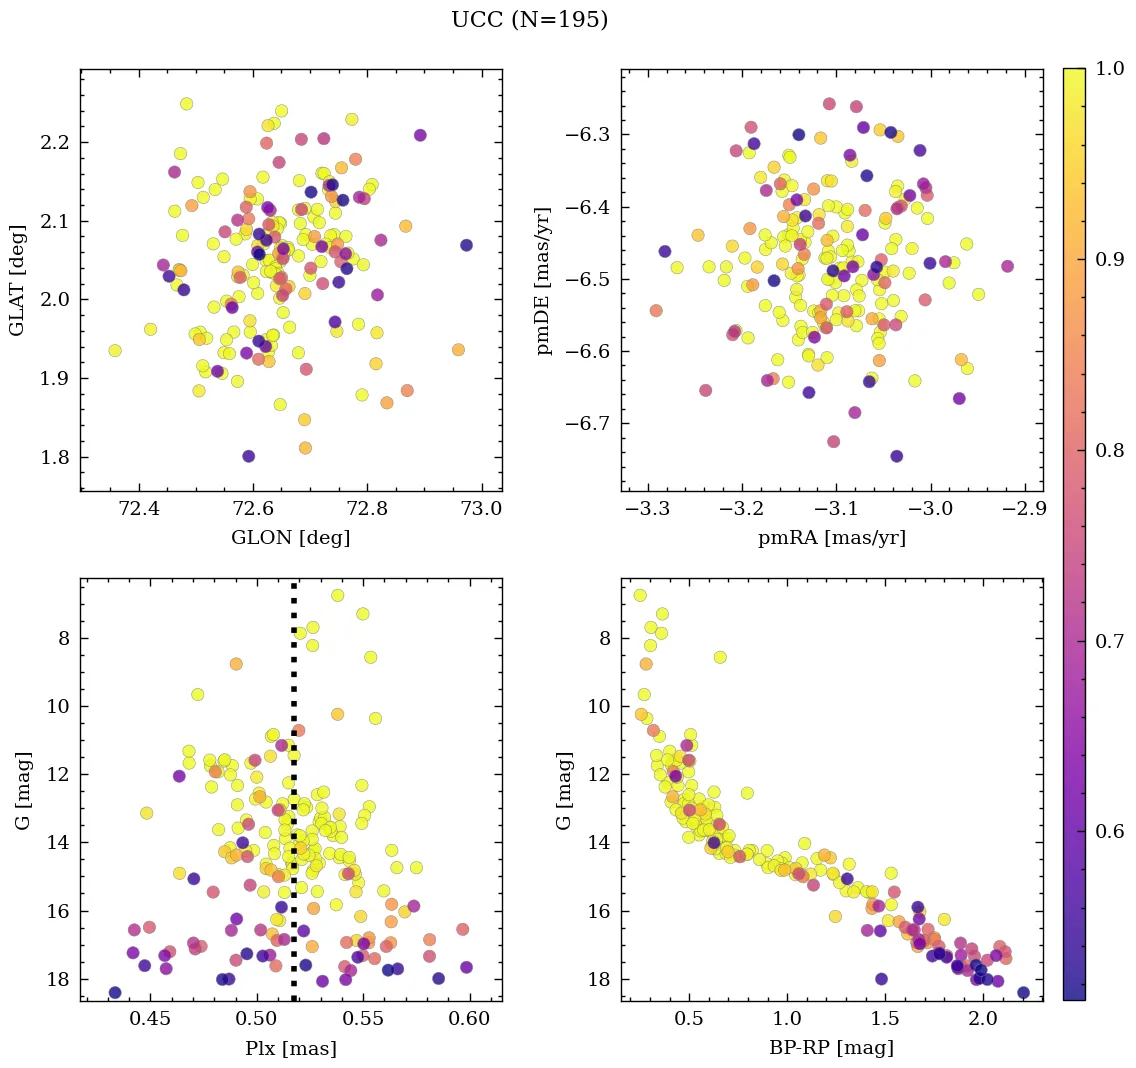 UCC (N=195)
2.2
2.1
2.0
1.9
1.8
GLAT [deg]
72.4 72.6 72.8 73.0
GLON [deg]
−6.3
−6.4
−6.5
−6.6
−6.7
pmDE [mas/yr]
−3.3 −3.2 −3.1 −3.0 −2.9
pmRA [mas/yr]
1.0
0.9
0.8
0.7
0.6
8
10
12
14
16
18
G [mag]
0.45 0.50 0.55 0.60
Plx [mas]
8
10
12
14
16
18
G [mag]
0.5 1.0 1.5 2.0
BP-RP [mag]